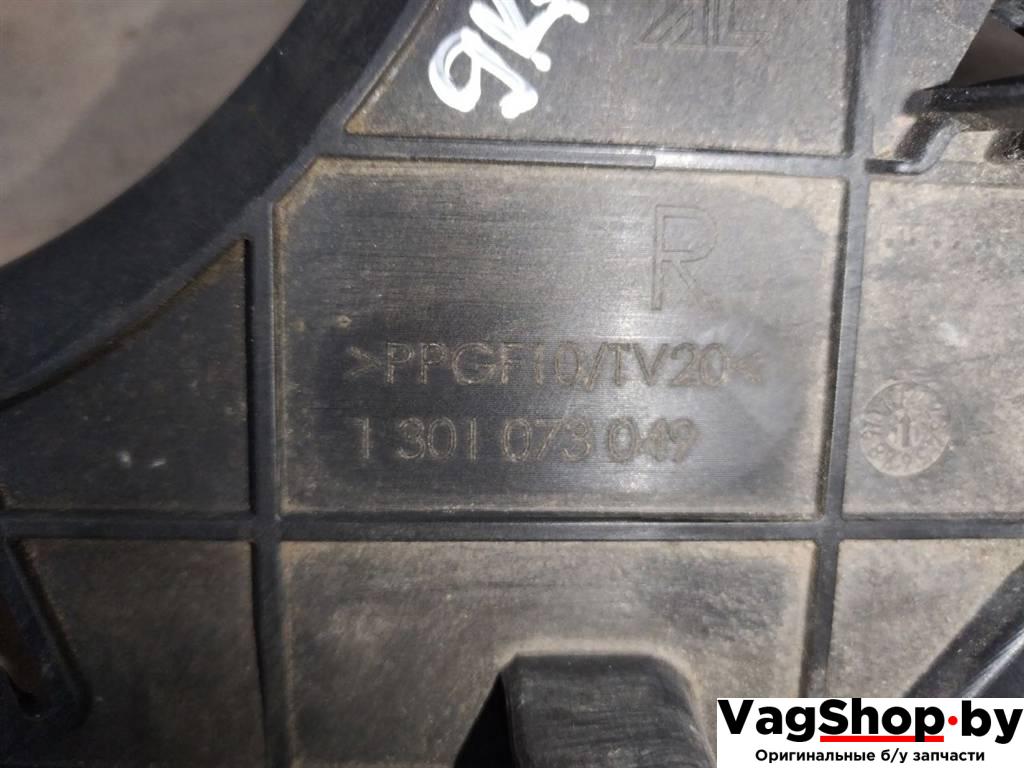 R
>PPGF10/TV20<
1 301 073 049
VagShop.by
Оригинальные б/у запчасти